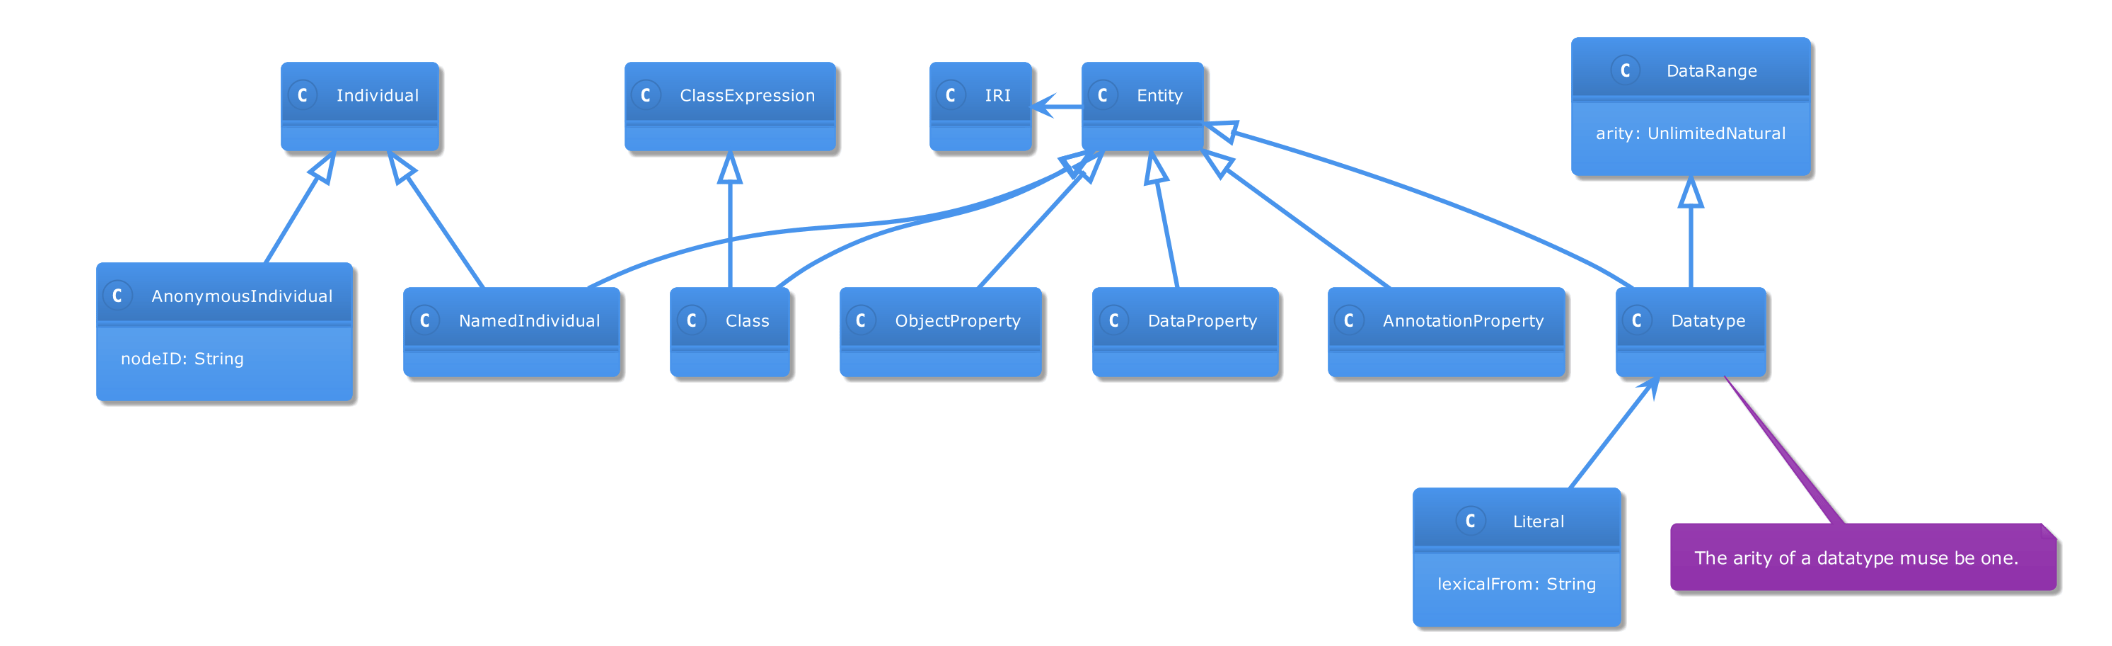 C Individual
C ClassExpression
C IRI
C Entity
C DataRange
arity: UnlimitedNatural
C AnonymousIndividual
nodeID: String
C NamedIndividual
C Class
C ObjectProperty
C DataProperty
C AnnotationProperty
C Datatype
C Literal
lexicalFrom: String
The arity of a datatype muse be one.